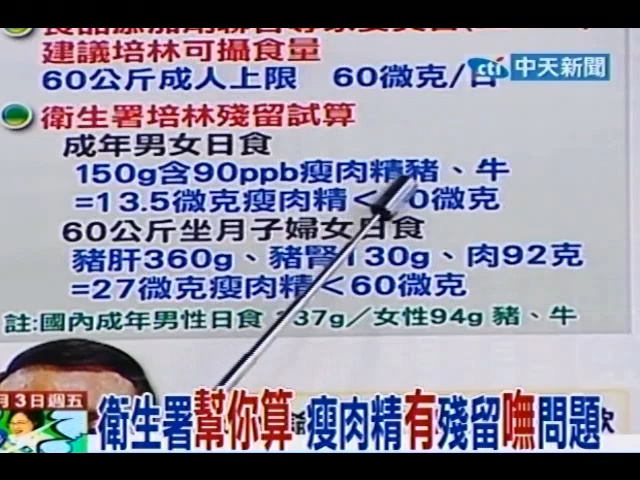 建議培林可攝食量
60公斤成人上限 60微克/日
cti 中天新聞
衛生署培林殘留試算
成年男女日食
150g含90ppb瘦肉精豬、牛
=13.5微克瘦肉精< 0微克
60公斤坐月子婦女日食
豬肝360g、豬腎130g、肉92克
=27微克瘦肉精<60微克
註:國內成年男性日食 37g/女性94g 豬、牛
月3日週五
衛生署幫你算 瘦肉精有殘留嘸問題
次